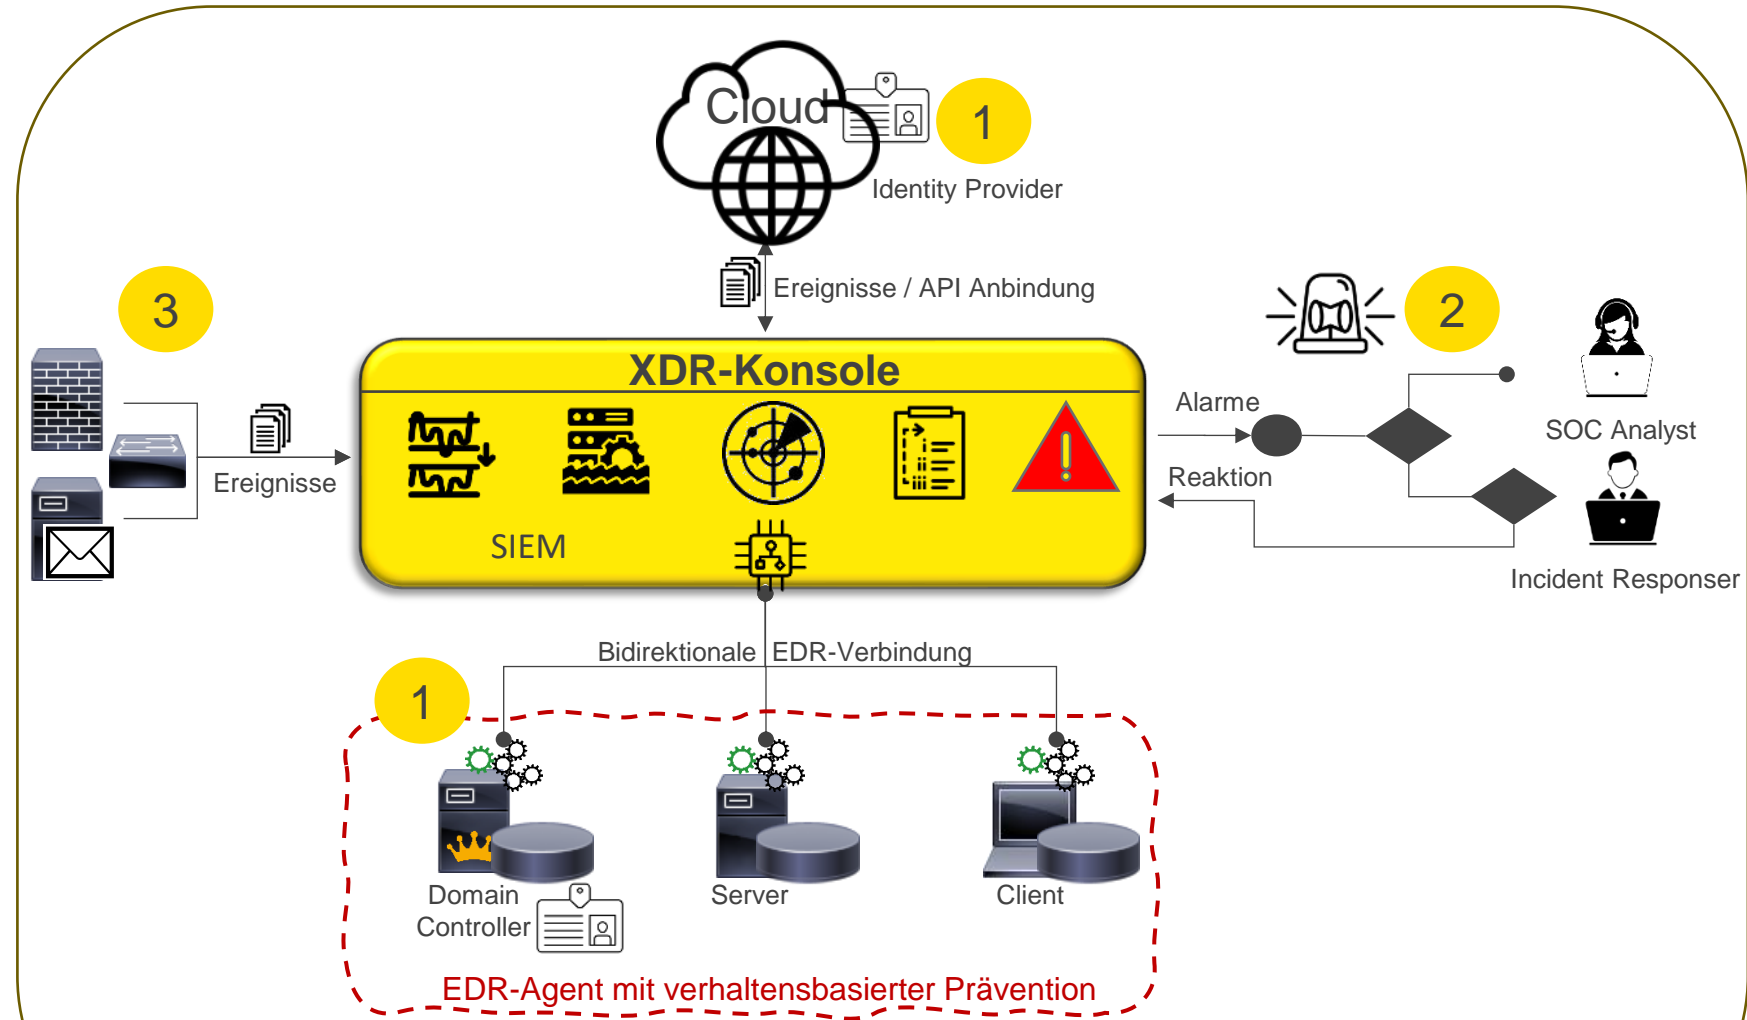 Cloud
1
Identity Provider
Ereignisse / API Anbindung
3
2
XDR-Konsole
Alarme
SOC Analyst
Ereignisse
Reaktion
SIEM
Incident Responser
Bidirektionale EDR-Verbindung
1
Domain
Controller
Server
Client
EDR-Agent mit verhaltensbasierter Prävention